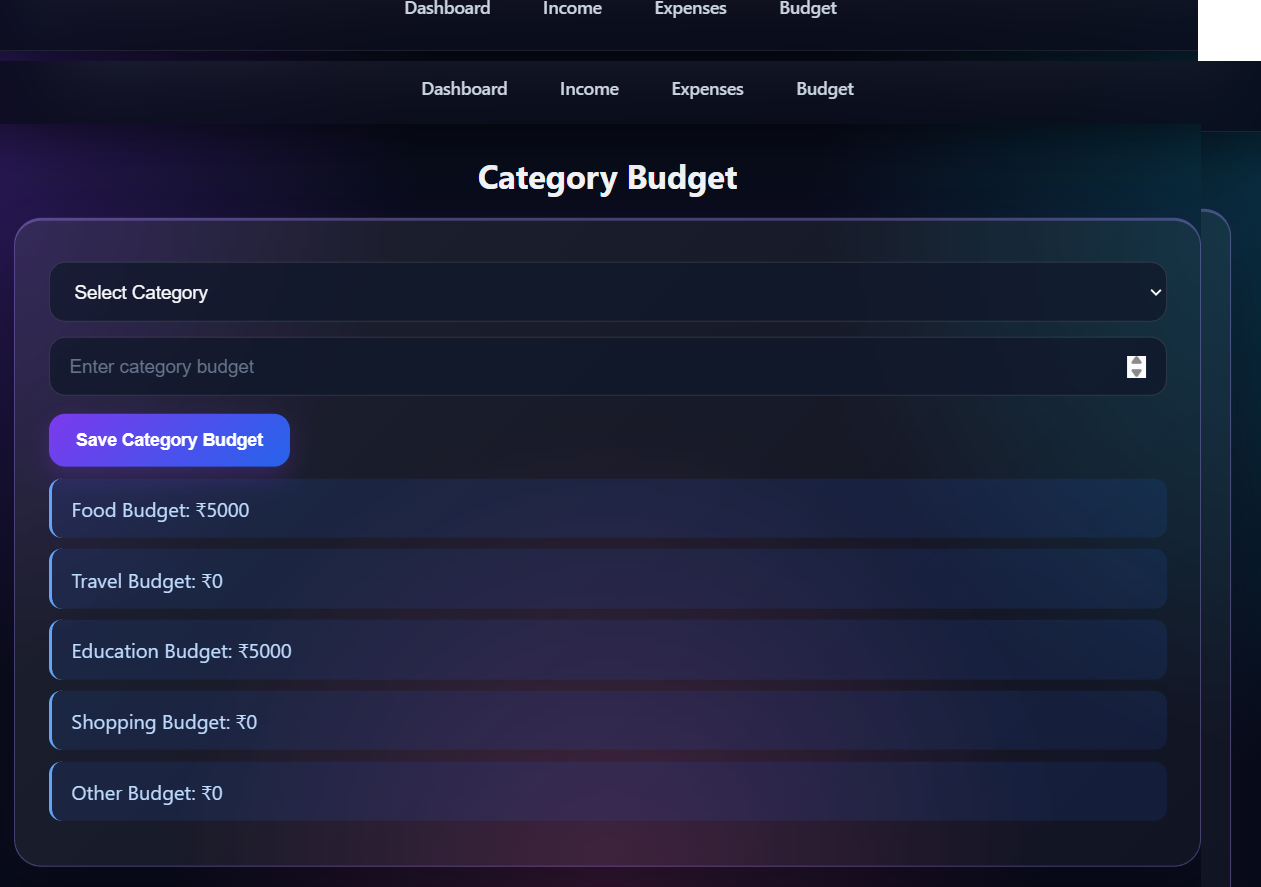 Dashboard Income Expenses Budget
Dashboard Income Expenses Budget
Category Budget
Select Category
Enter category budget
Save Category Budget
Food Budget: ₹5000
Travel Budget: ₹0
Education Budget: ₹5000
Shopping Budget: ₹0
Other Budget: ₹0